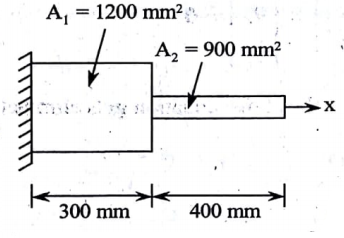 A₁ = 1200 mm²
A₂ = 900 mm²
x
300 mm
400 mm